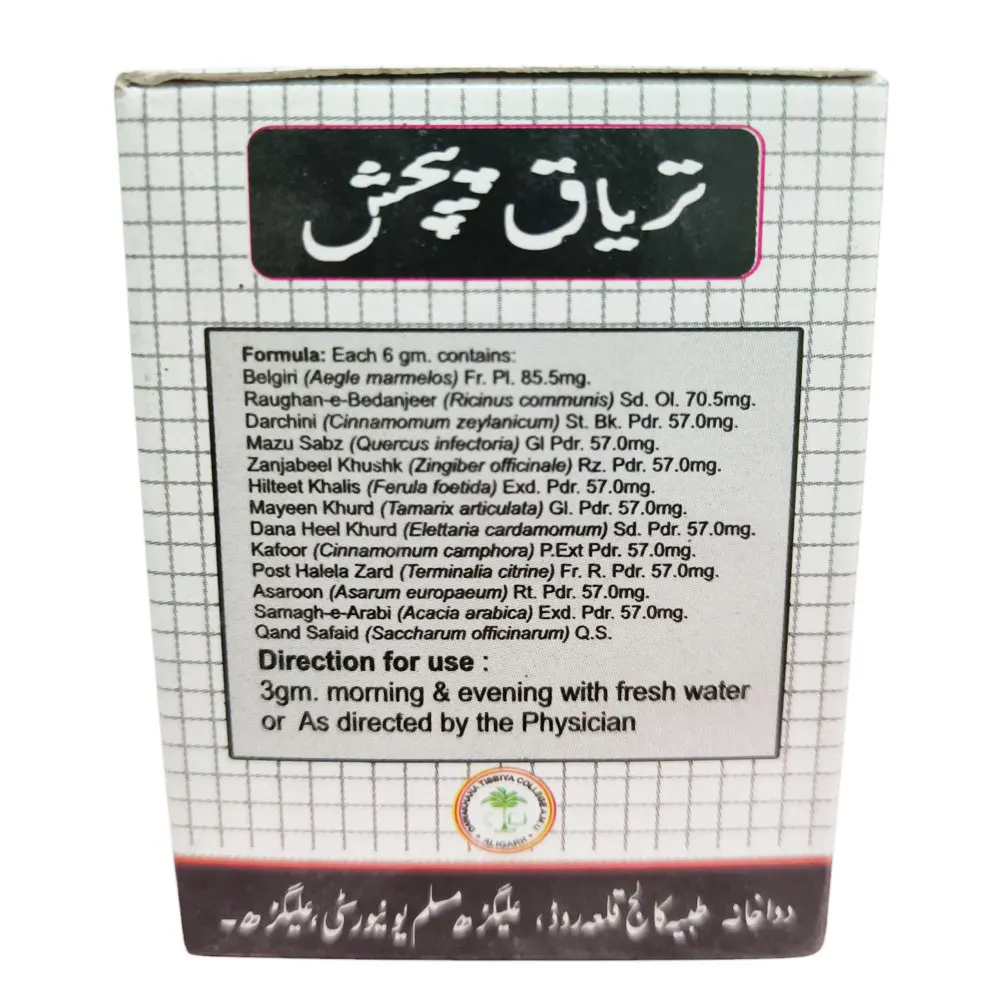 تریاق پیچش
Formula: Each 6 gm. contains:
Belgiri (Aegle marmelos) Fr. Pl. 85.5mg.
Raughan-e-Bedanjeer (Ricinus communis) Sd. Ol. 70.5mg.
Darchini (Cinnamomum zeylanicum) St. Bk. Pdr. 57.0mg.
Mazu Sabz (Quercus infectoria) Gl Pdr. 57.0mg.
Zanjabeel Khushk (Zingiber officinale) Rz. Pdr. 57.0mg.
Hilteet Khalis (Ferula foetida) Exd. Pdr. 57.0mg.
Mayeen Khurd (Tamarix articulata) Gl. Pdr. 57.0mg.
Dana Heel Khurd (Elettaria cardamomum) Sd. Pdr. 57.0mg.
Kafoor (Cinnamomum camphora) P.Ext Pdr. 57.0mg.
Post Halela Zard (Terminalia citrine) Fr. R. Pdr. 57.0mg.
Asaroon (Asarum europaeum) Rt. Pdr. 57.0mg.
Samagh-e-Arabi (Acacia arabica) Exd. Pdr. 57.0mg.
Qand Safaid (Saccharum officinarum) Q.S.
Direction for use :
3gm. morning & evening with fresh water
or As directed by the Physician
DAWAKHANA TIBBIYA COLLEGE A.M.U.
ALIGARH
دواخانہ طبیہ کالج قلعہ روڈ، علیگڑھ مسلم یونیورسٹی، علیگڑھ۔